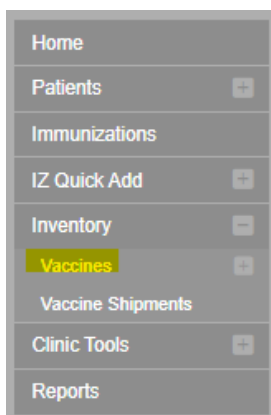 Home
Patients
Immunizations
IZ Quick Add
Inventory
Vaccines
Vaccine Shipments
Clinic Tools
Reports